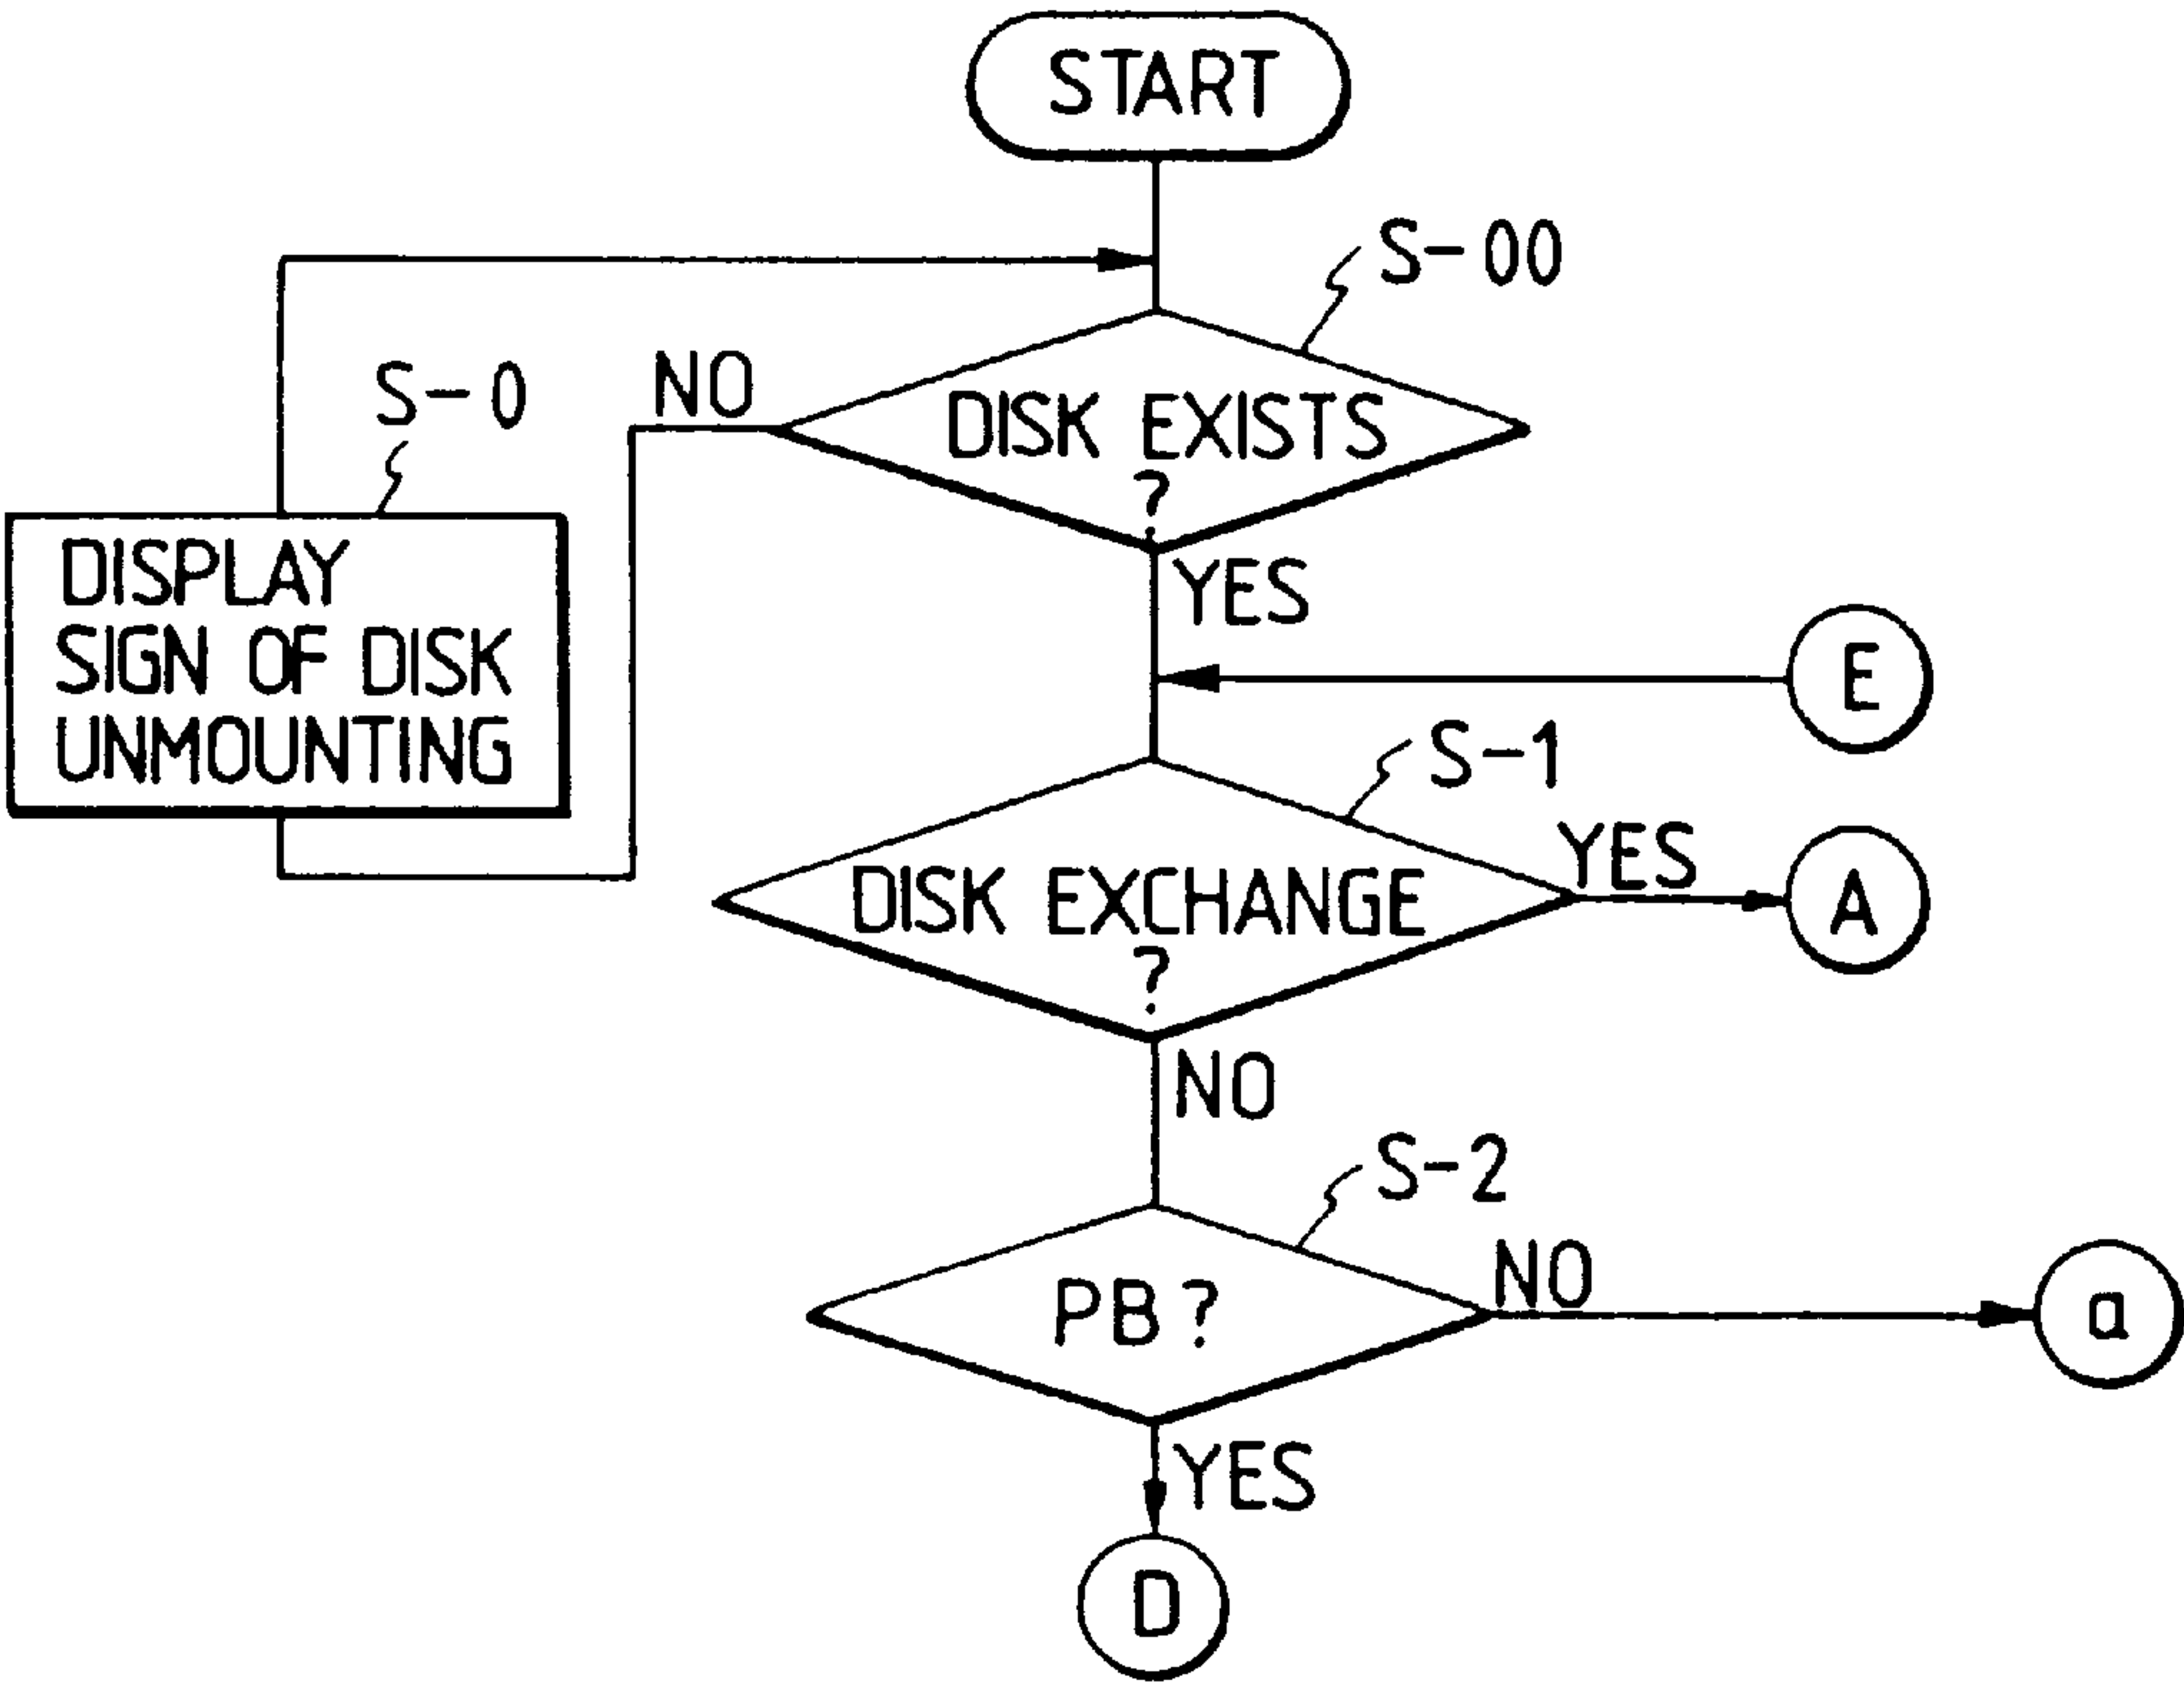 START
S-00
S-0
NO
DISK EXISTS
?
DISPLAY
SIGN OF DISK
UNMOUNTING
YES
E
S-1
YES
DISK EXCHANGE
?
A
NO
S-2
NO
PB?
a
YES
D